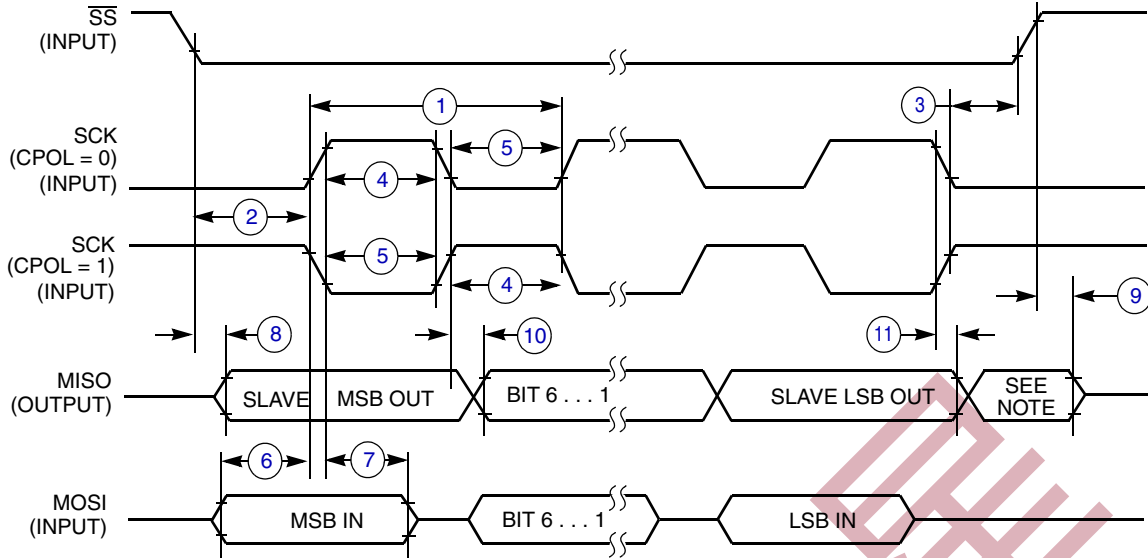 SS
(INPUT)
1
3
SCK
(CPOL = 0)
(INPUT)
5
4
2
SCK
(CPOL = 1)
(INPUT)
5
4
9
8
10
11
MISO
(OUTPUT)
SLAVE
MSB OUT
BIT 6 . . . 1
SLAVE LSB OUT
SEE
NOTE
6
7
MOSI
(INPUT)
MSB IN
BIT 6 . . . 1
LSB IN